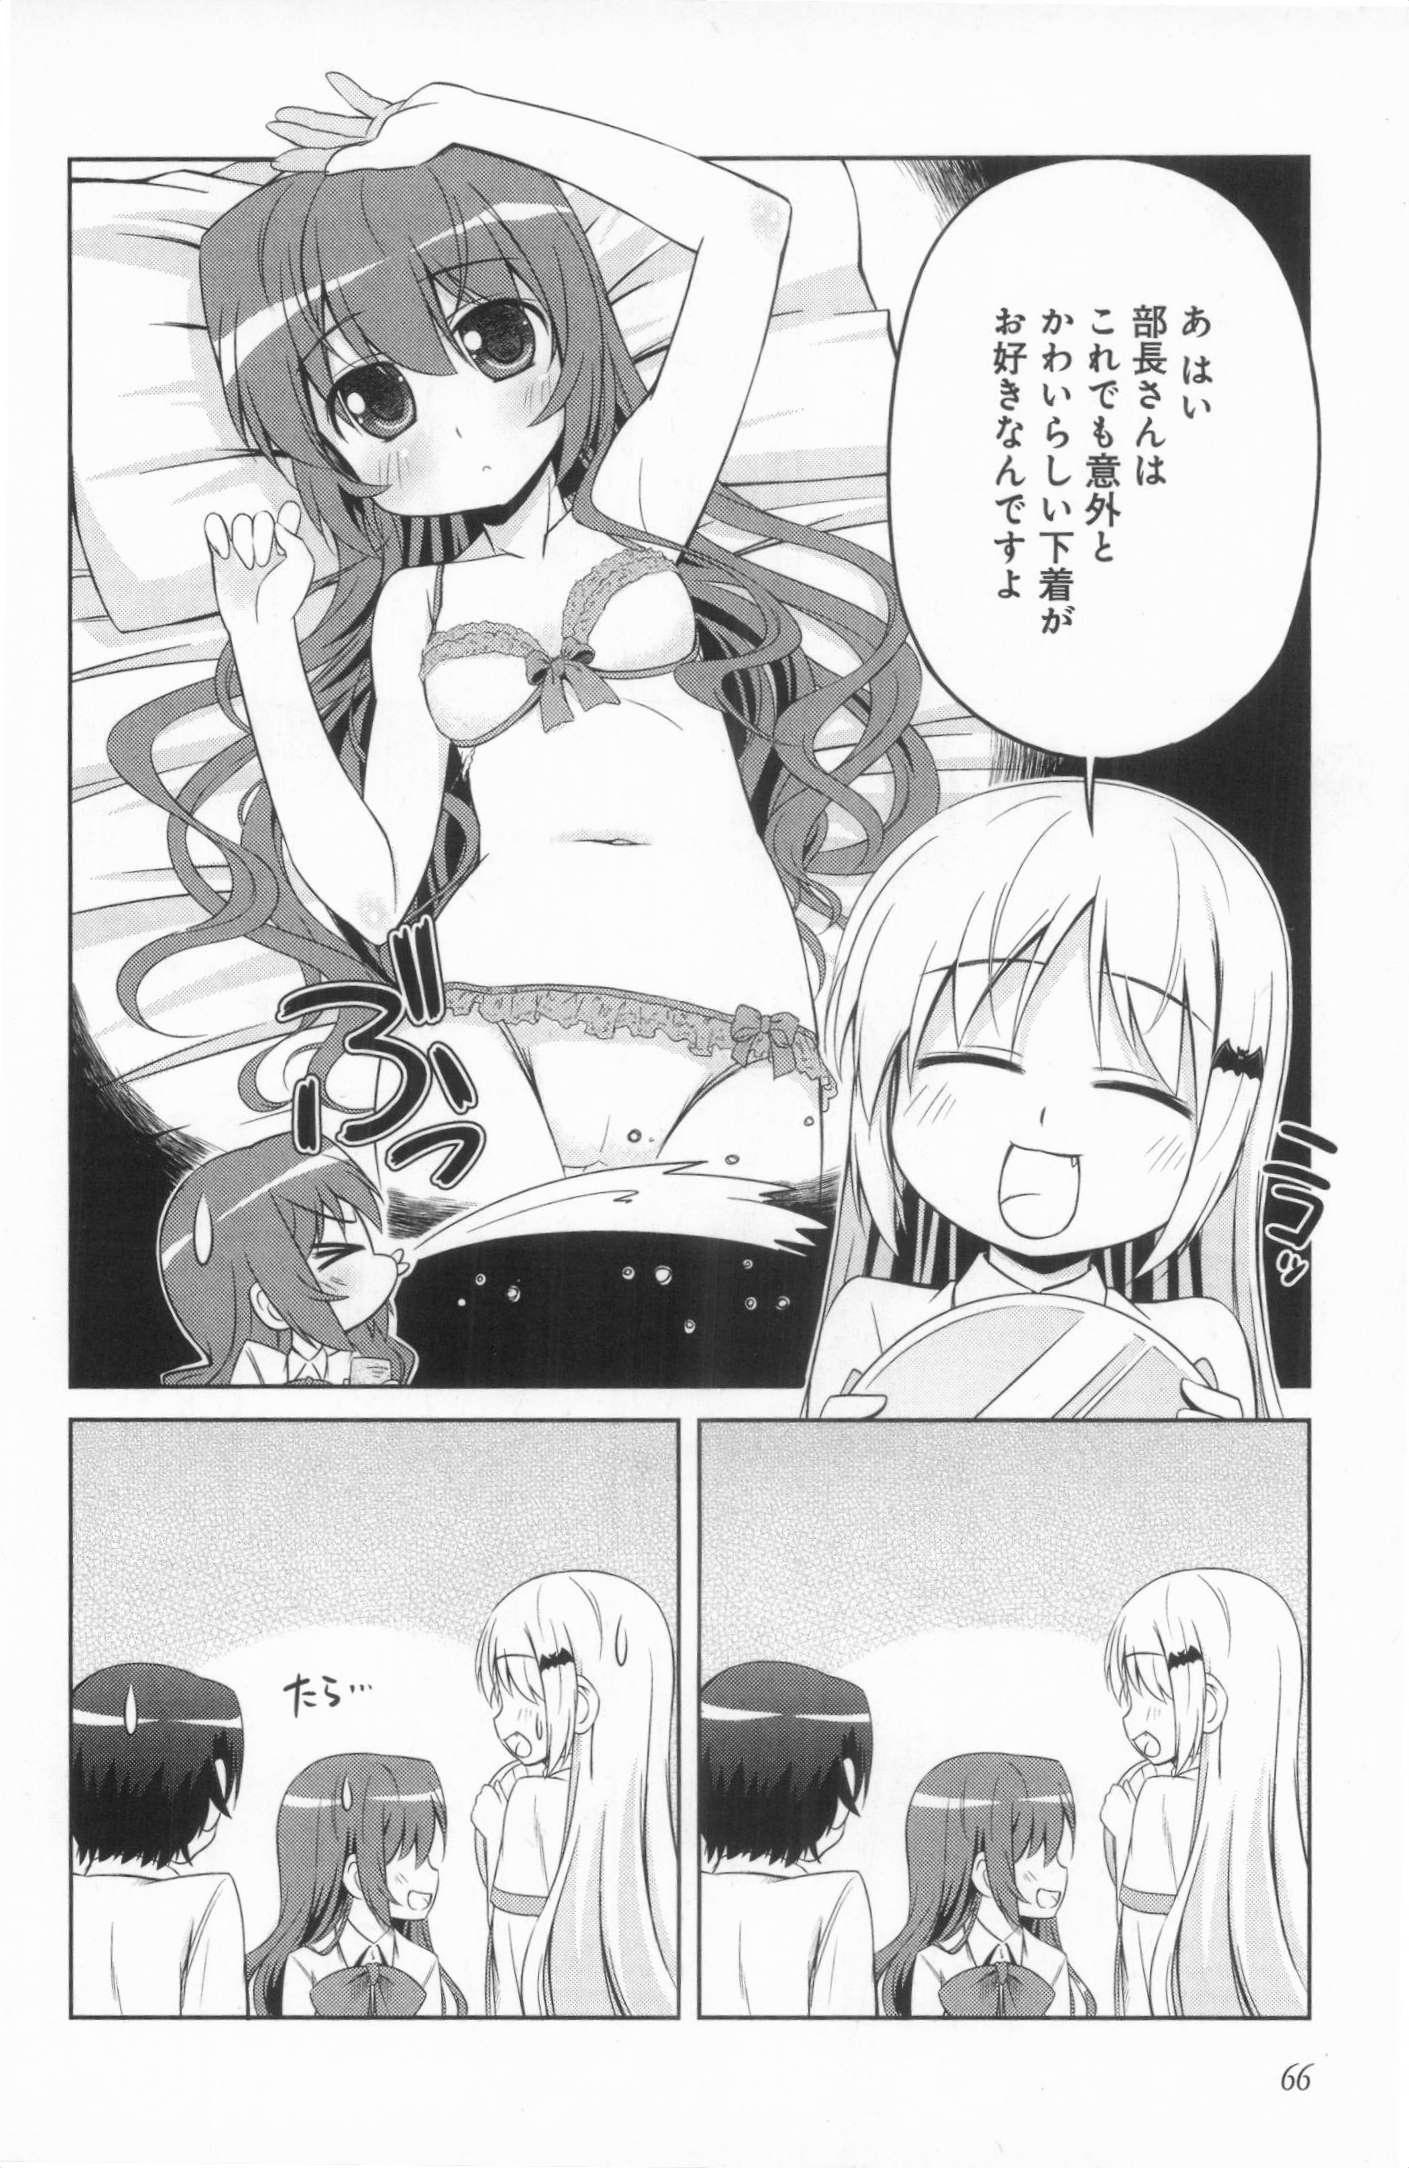 あ はい
部長さんは
これでも意外と
かわいらしい下着が
お好きなんですよ
ニコッ
ぶーっ
たら…
66